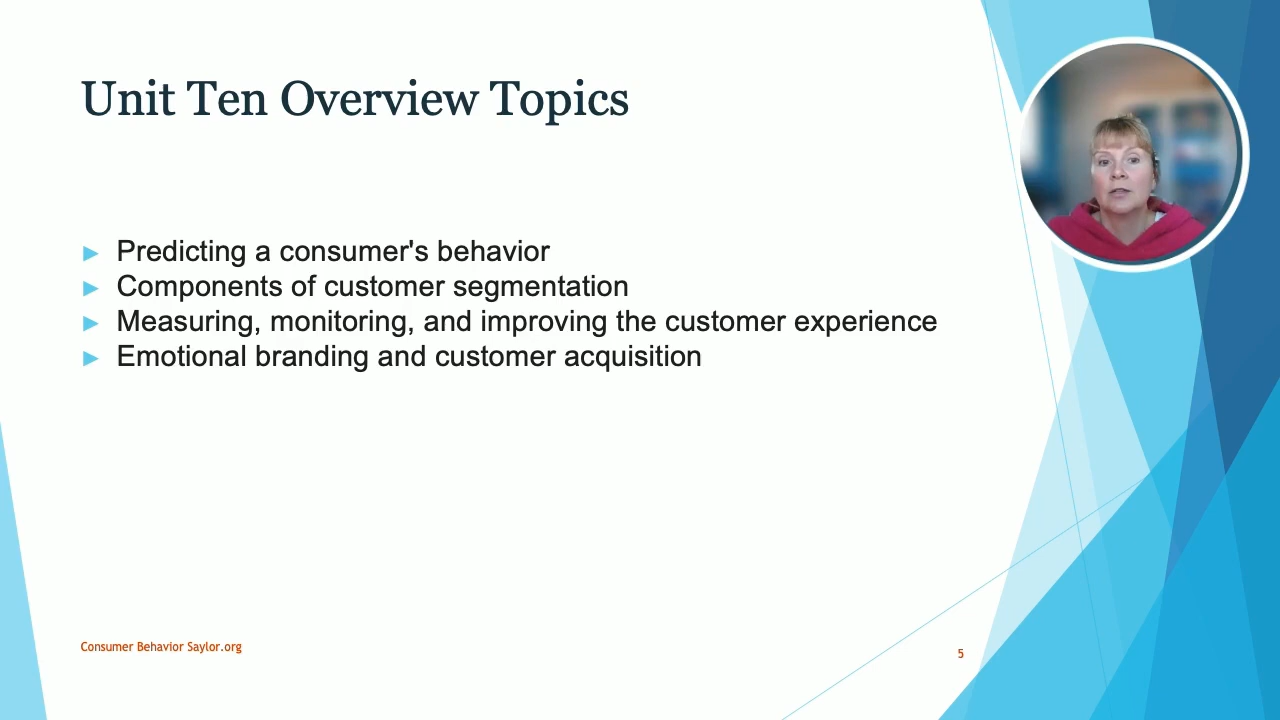 Unit Ten Overview Topics
Predicting a consumer's behavior
Components of customer segmentation
Measuring, monitoring, and improving the customer experience
Emotional branding and customer acquisition
Consumer Behavior Saylor.org
5